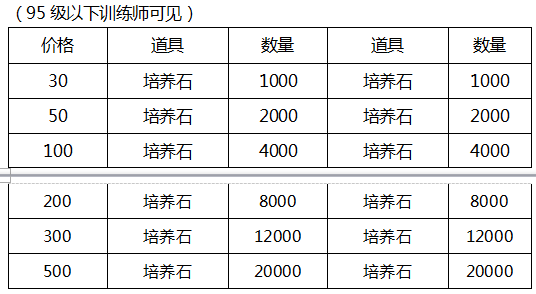 （95 级以下训练师可见）
价格 道具 数量 道具 数量
30 培养石 1000 培养石 1000
50 培养石 2000 培养石 2000
100 培养石 4000 培养石 4000
200 培养石 8000 培养石 8000
300 培养石 12000 培养石 12000
500 培养石 20000 培养石 20000